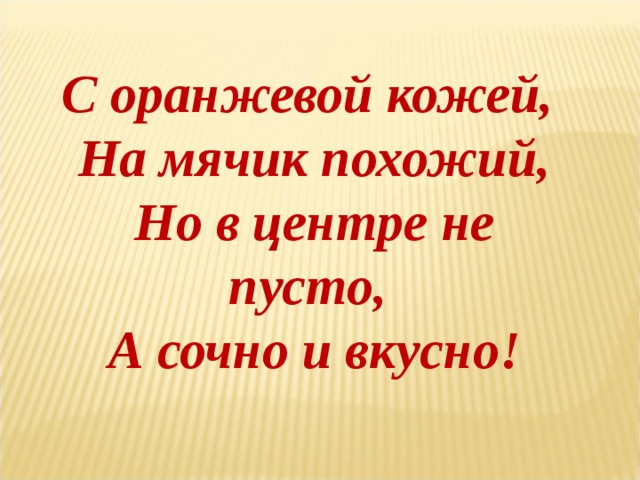 С оранжевой кожей,
На мячик похожий,
Но в центре не
пусто,
А сочно и вкусно!